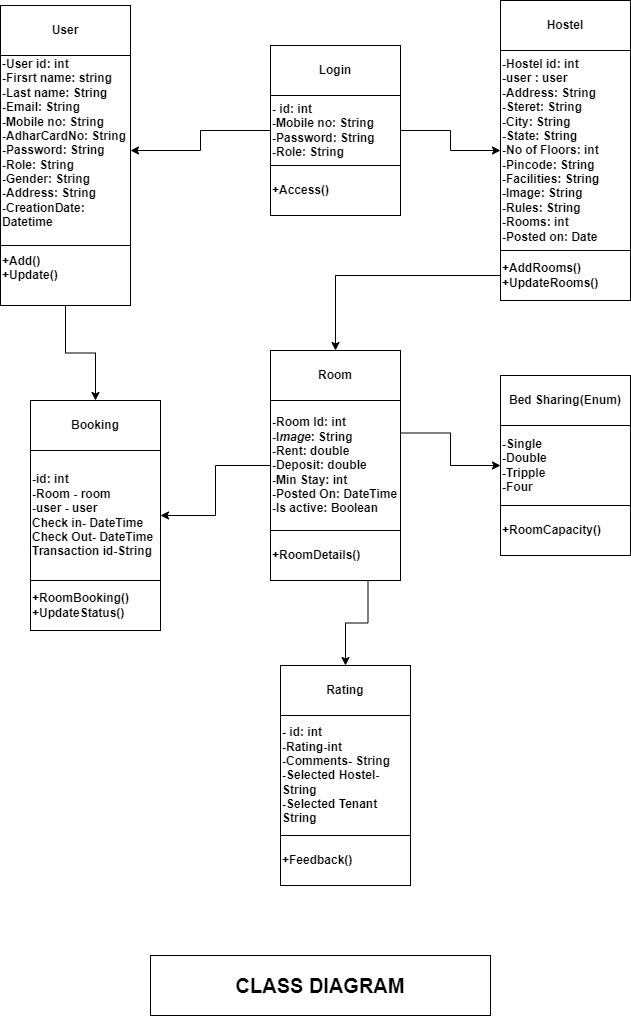 User
-User id: int
-Firsrt name: string
-Last name: String
-Email: String
-Mobile no: String
-AdharCardNo: String
-Password: String
-Role: String
-Gender: String
-Address: String
-CreationDate:
Datetime
+Add()
+Update()
Login
- id: int
-Mobile no: String
-Password: String
-Role: String
+Access()
Hostel
-Hostel id: int
-user : user
-Address: String
-Steret: String
-City: String
-State: String
-No of Floors: int
-Pincode: String
-Facilities: String
-Image: String
-Rules: String
-Rooms: int
-Posted on: Date
+AddRooms()
+UpdateRooms()
Booking
-id: int
-Room - room
-user - user
Check in- DateTime
Check Out- DateTime
Transaction id-String
+RoomBooking()
+UpdateStatus()
Room
-Room Id: int
-Image: String
-Rent: double
-Deposit: double
-Min Stay: int
-Posted On: DateTime
-Is active: Boolean
+RoomDetails()
Bed Sharing(Enum)
-Single
-Double
-Tripple
-Four
+RoomCapacity()
Rating
- id: int
-Rating-int
-Comments- String
-Selected Hostel-
String
-Selected Tenant
String
+Feedback()
CLASS DIAGRAM